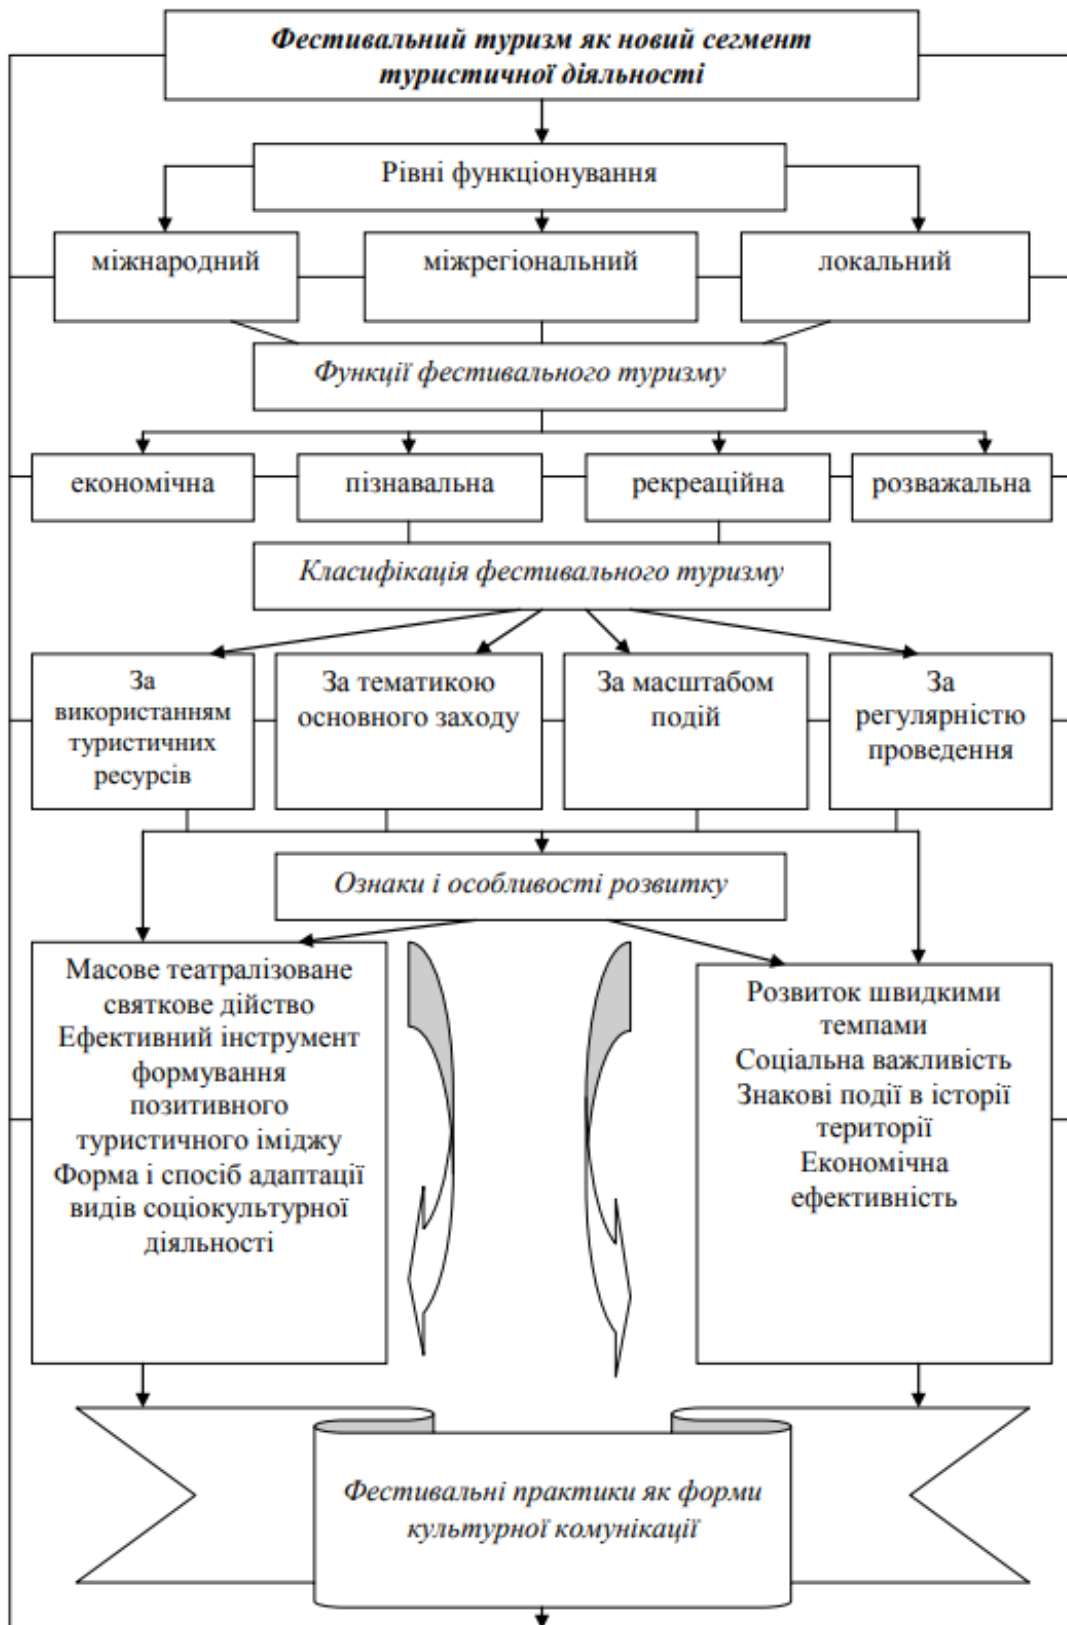 Фестивальний туризм як новий сегмент
туристичної діяльності
Рівні функціонування
міжнародний
міжрегіональний
локальний
Функції фестивального туризму
економічна
пізнавальна
рекреаційна
розважальна
Класифікація фестивального туризму
За
використанням
туристичних
ресурсів
За тематикою
основного заходу
За масштабом
подій
За
регулярністю
проведення
Ознаки і особливості розвитку
Масове театралізоване
святкове дійство
Ефективний інструмент
формування
позитивного
туристичного іміджу
Форма і спосіб адаптації
видів соціокультурної
діяльності
Розвиток швидкими
темпами
Соціальна важливість
Знакові події в історії
території
Економічна
ефективність
Фестивальні практики як форми
культурної комунікації